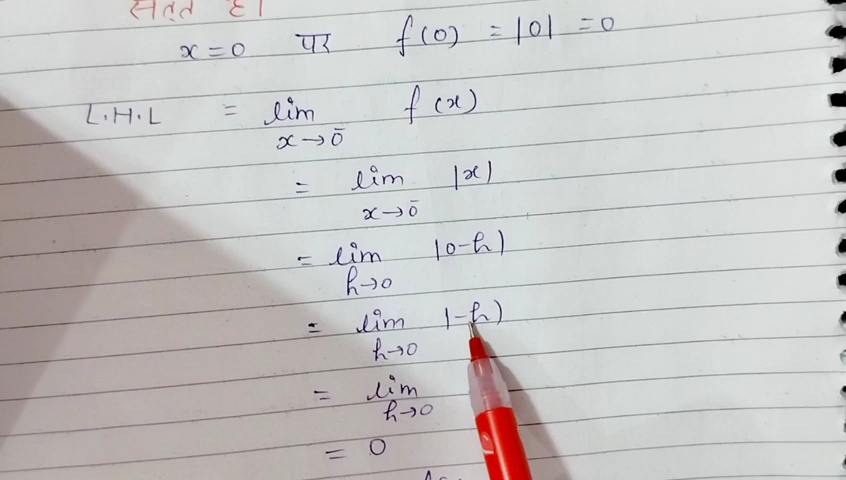 सतत है।
x = 0 पर f(0) = |0| = 0
L.H.L = lim x→0⁻ f(x)
= lim x→0⁻ |x|
= lim h→0 |0-h|
= lim h→0 |-h|
= lim h→0
= 0